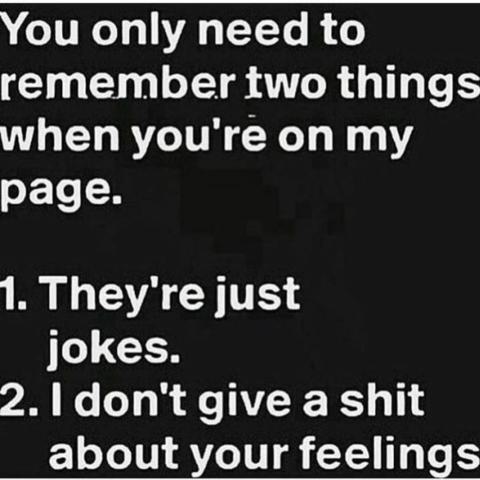 You only need to
remember two things
when you're on my
page.
1. They're just
jokes.
2. I don't give a shit
about your feelings